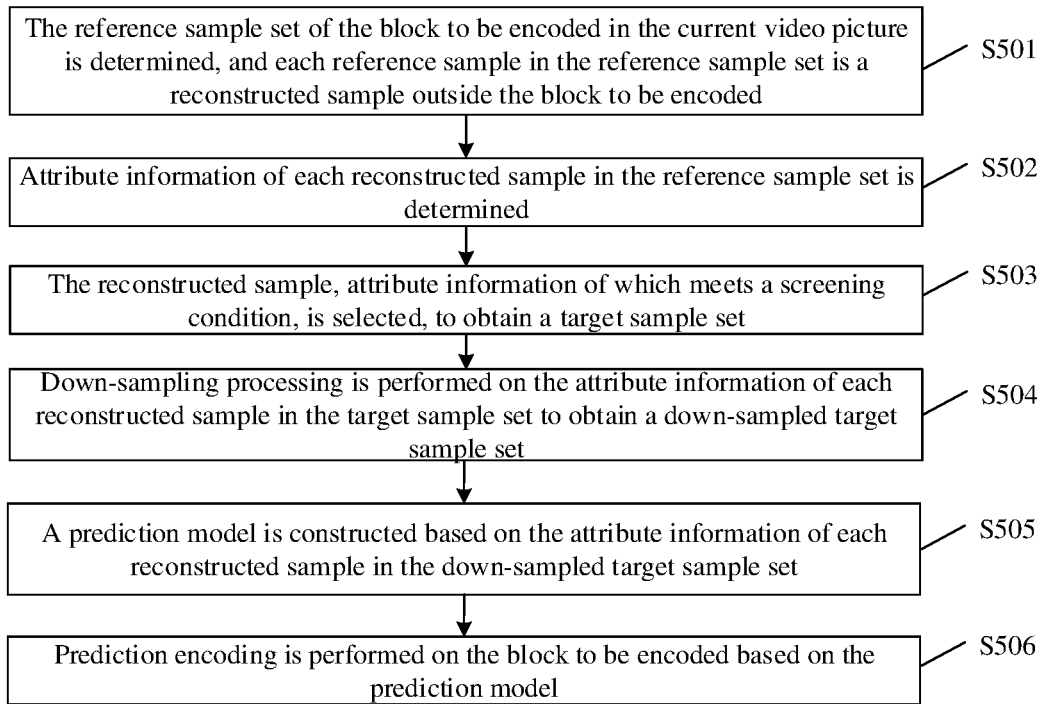 The reference sample set of the block to be encoded in the current video picture
is determined, and each reference sample in the reference sample set is a
reconstructed sample outside the block to be encoded
S501
Attribute information of each reconstructed sample in the reference sample set is
determined
S502
The reconstructed sample, attribute information of which meets a screening
condition, is selected, to obtain a target sample set
S503
Down-sampling processing is performed on the attribute information of each
reconstructed sample in the target sample set to obtain a down-sampled target
sample set
S504
A prediction model is constructed based on the attribute information of each
reconstructed sample in the down-sampled target sample set
S505
Prediction encoding is performed on the block to be encoded based on the
prediction model
S506